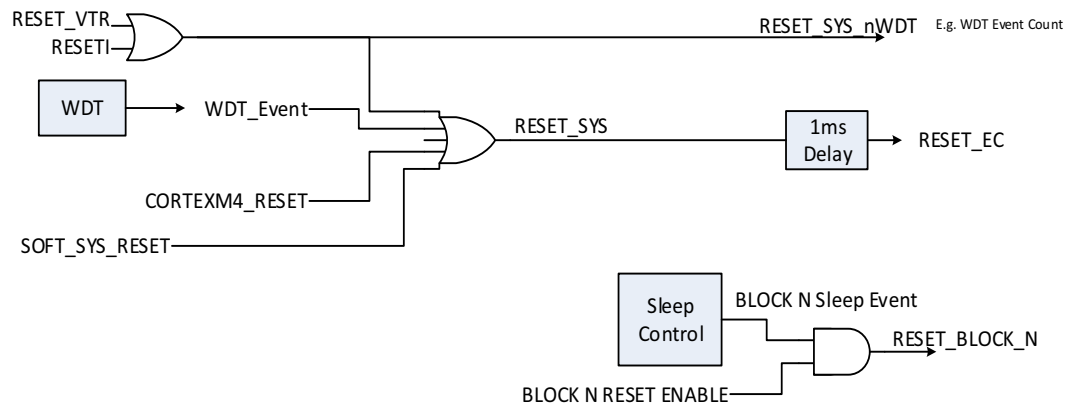 RESET_VTR
RESETI
RESET_SYS_nWDT
E.g. WDT Event Count
WDT
WDT_Event
RESET_SYS
1ms
Delay
RESET_EC
CORTEXM4_RESET
SOFT_SYS_RESET
Sleep
Control
BLOCK N Sleep Event
RESET_BLOCK_N
BLOCK N RESET ENABLE